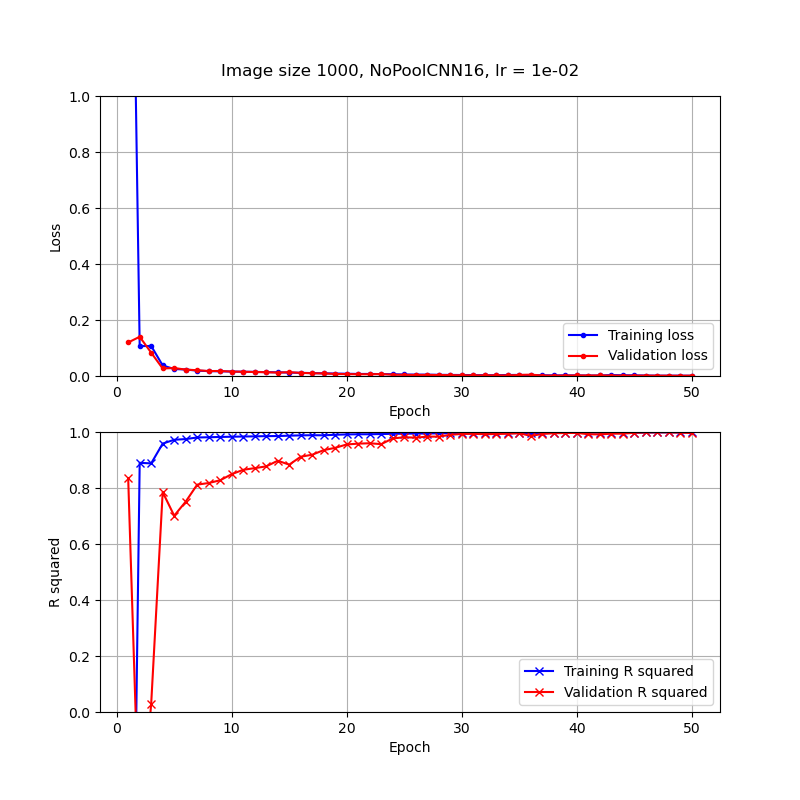 Image size 1000, NoPoolCNN16, lr = 1e-02
1.0
0.8
0.6
0.4
0.2
0.0
Loss
Training loss
Validation loss
0 10 20 30 40 50
Epoch
1.0
0.8
0.6
0.4
0.2
0.0
R squared
Training R squared
Validation R squared
0 10 20 30 40 50
Epoch